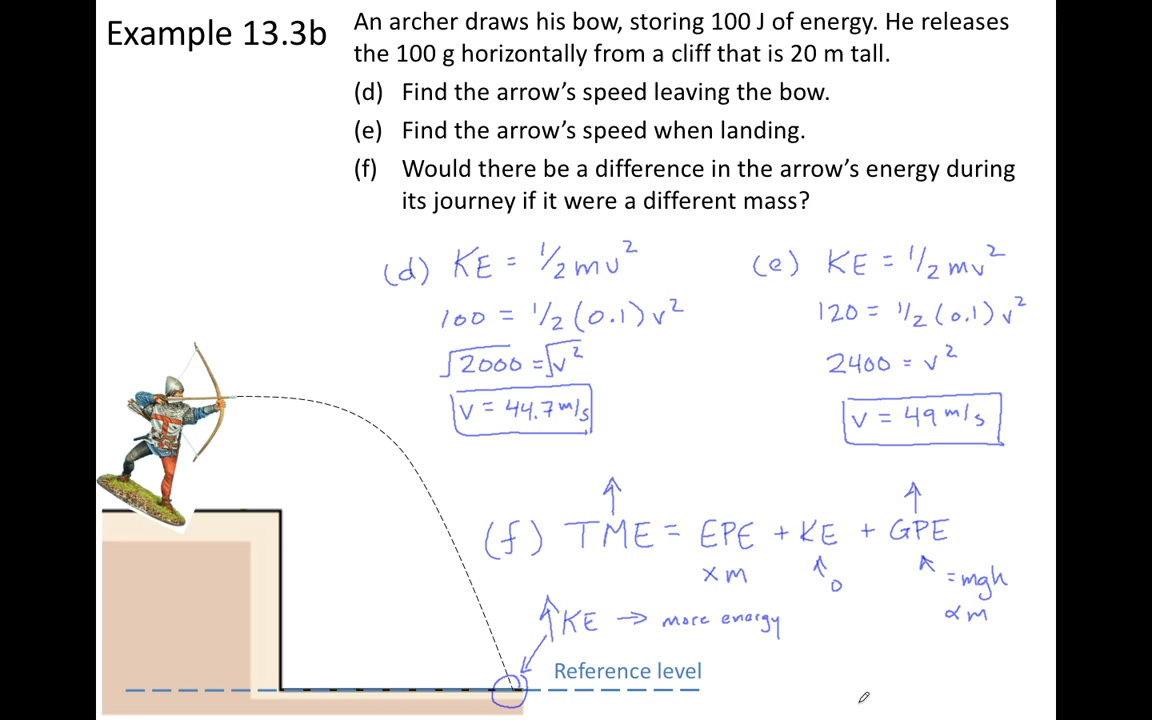 Example 13.3b
An archer draws his bow, storing 100 J of energy. He releases
the 100 g horizontally from a cliff that is 20 m tall.
(d) Find the arrow's speed leaving the bow.
(e) Find the arrow's speed when landing.
(f) Would there be a difference in the arrow's energy during
its journey if it were a different mass?
(d) KE = 1/2 mv²
100 = 1/2 (0.1) v²
√2000 = √v²
v = 44.7 m/s
(e) KE = 1/2 mv²
120 = 1/2 (0.1) v²
2400 = v²
v = 49 m/s
↑ ↑
(f) TME = EPE + KE + GPE
x m ↑ 0 ↑ = mgh
∝ m
↑KE → more energy
Reference level